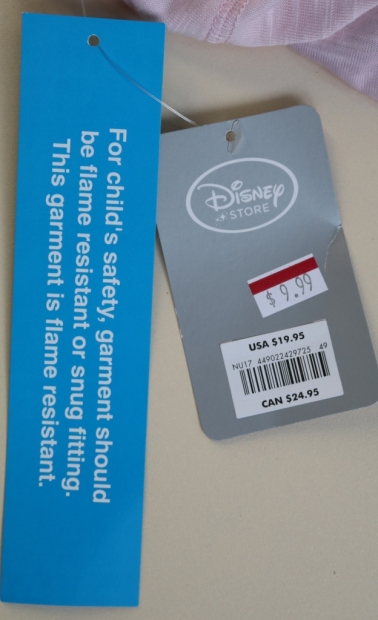 For child's safety, garment should
be flame resistant or snug fitting.
This garment is flame resistant.
Disney
STORE
$ 9.99
USA $19.95
NU17 449022429725 49
CAN $24.95